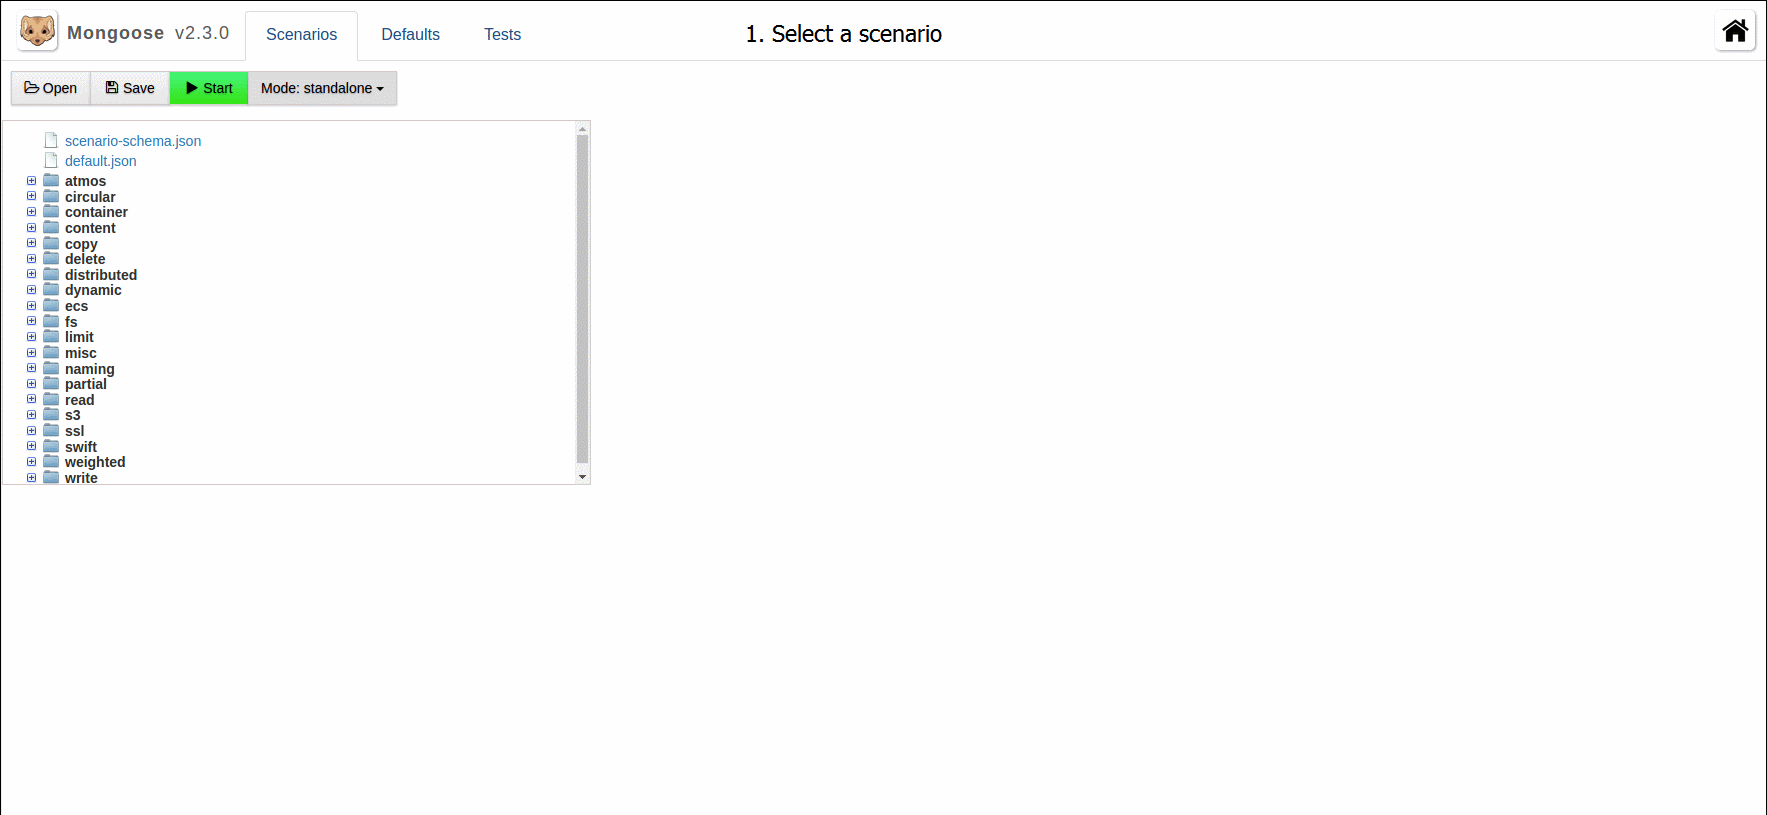 Mongoose v2.3.0 Scenarios Defaults Tests 1. Select a scenario
Open Save Start Mode: standalone
scenario-schema.json
default.json
atmos
circular
container
content
copy
delete
distributed
dynamic
ecs
fs
limit
misc
naming
partial
read
s3
ssl
swift
weighted
write